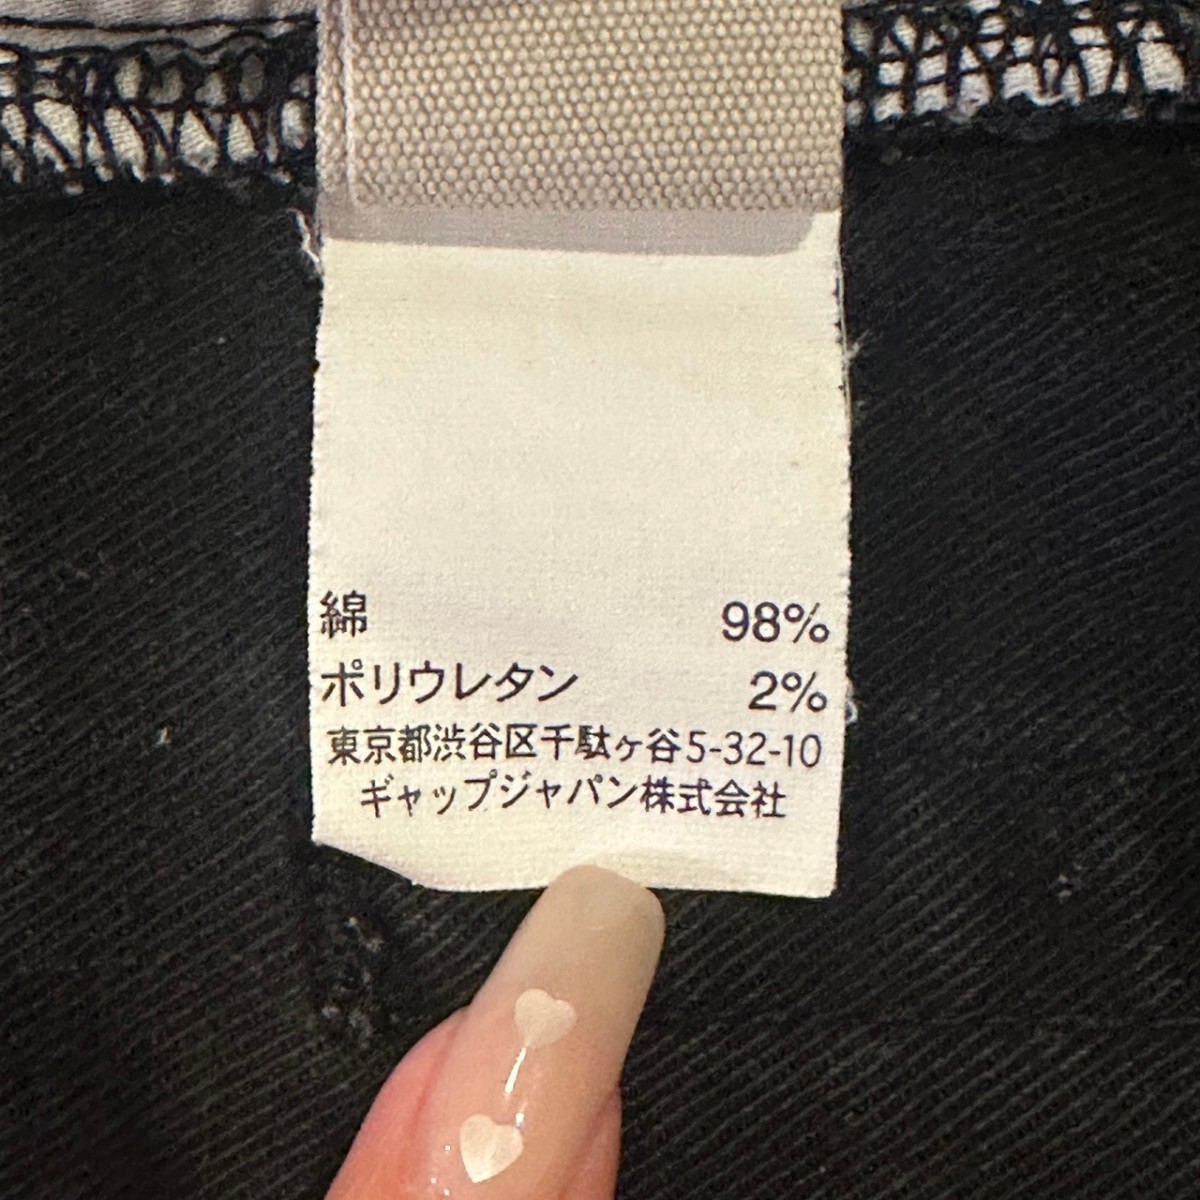 綿 98%
ポリウレタン 2%
東京都渋谷区千駄ヶ谷5-32-10
ギャップジャパン株式会社